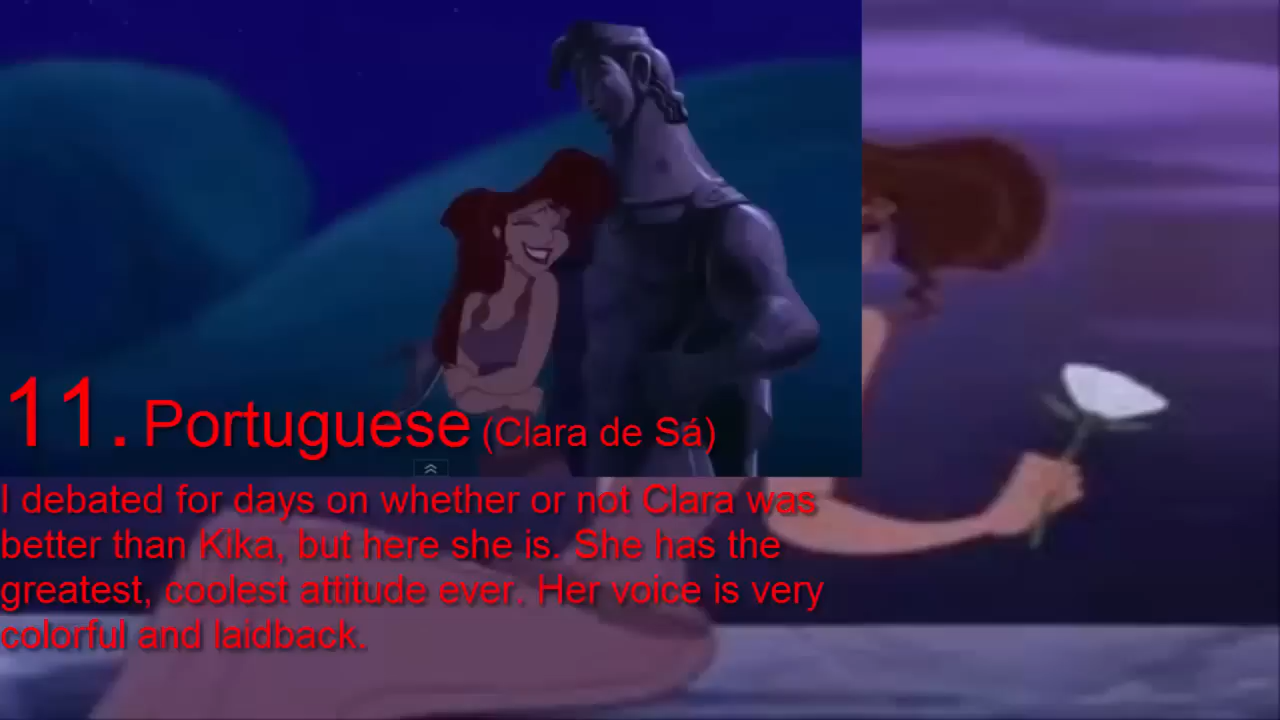 11. Portuguese (Clara de Sá)
I debated for days on whether or not Clara was
better than Kika, but here she is. She has the
greatest, coolest attitude ever. Her voice is very
colorful and laidback.